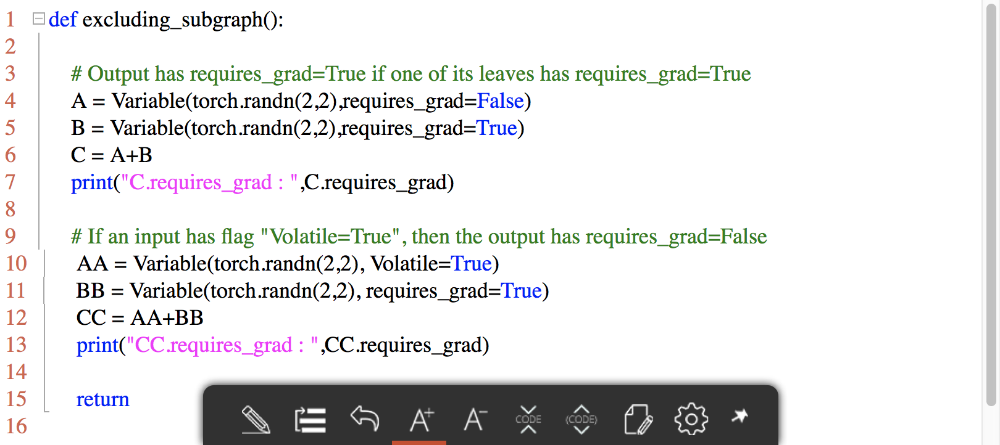 1 def excluding_subgraph():
2
3 # Output has requires_grad=True if one of its leaves has requires_grad=True
4 A = Variable(torch.randn(2,2),requires_grad=False)
5 B = Variable(torch.randn(2,2),requires_grad=True)
6 C = A+B
7 print("C.requires_grad : ",C.requires_grad)
8
9 # If an input has flag "Volatile=True", then the output has requires_grad=False
10 AA = Variable(torch.randn(2,2), Volatile=True)
11 BB = Variable(torch.randn(2,2), requires_grad=True)
12 CC = AA+BB
13 print("CC.requires_grad : ",CC.requires_grad)
14
15 return
16
A+ A- CODE (CODE)